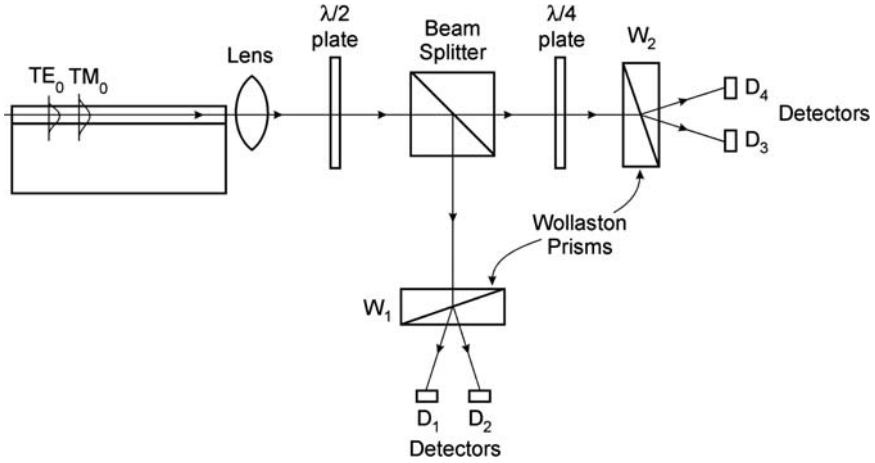 TE₀ TM₀
Lens
λ/2
plate
Beam
Splitter
λ/4
plate
W₂
D₄
D₃
Detectors
Wollaston
Prisms
W₁
D₁ D₂
Detectors